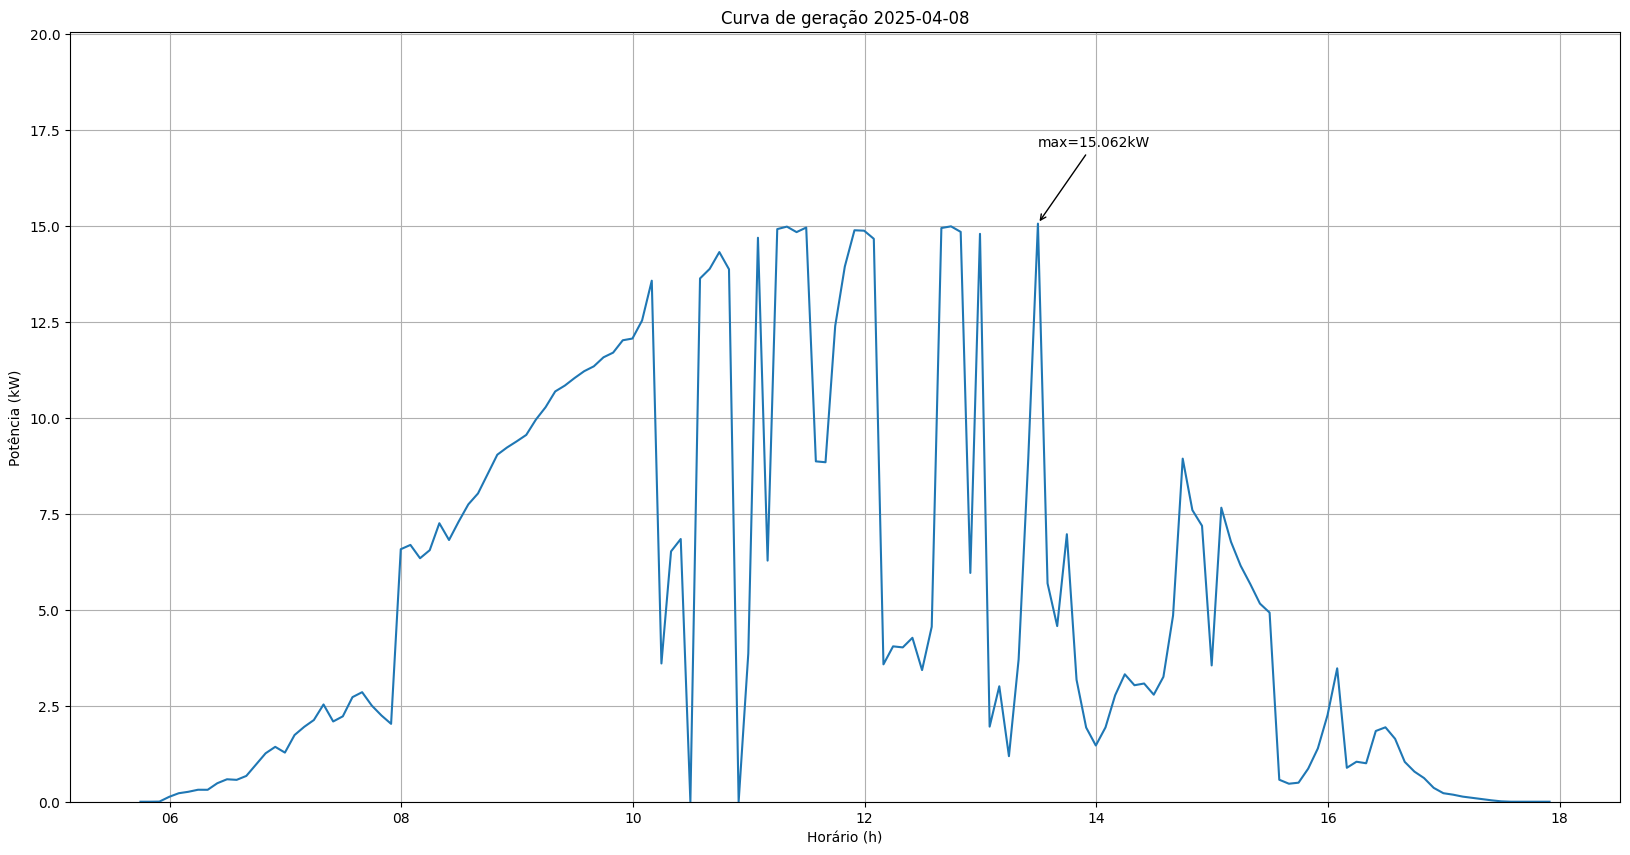 Curva de geração 2025-04-08
20.0
17.5
max=15.062kW
15.0
12.5
10.0
Potência (kW)
7.5
5.0
2.5
0.0
06 08 10 12 14 16 18
Horário (h)